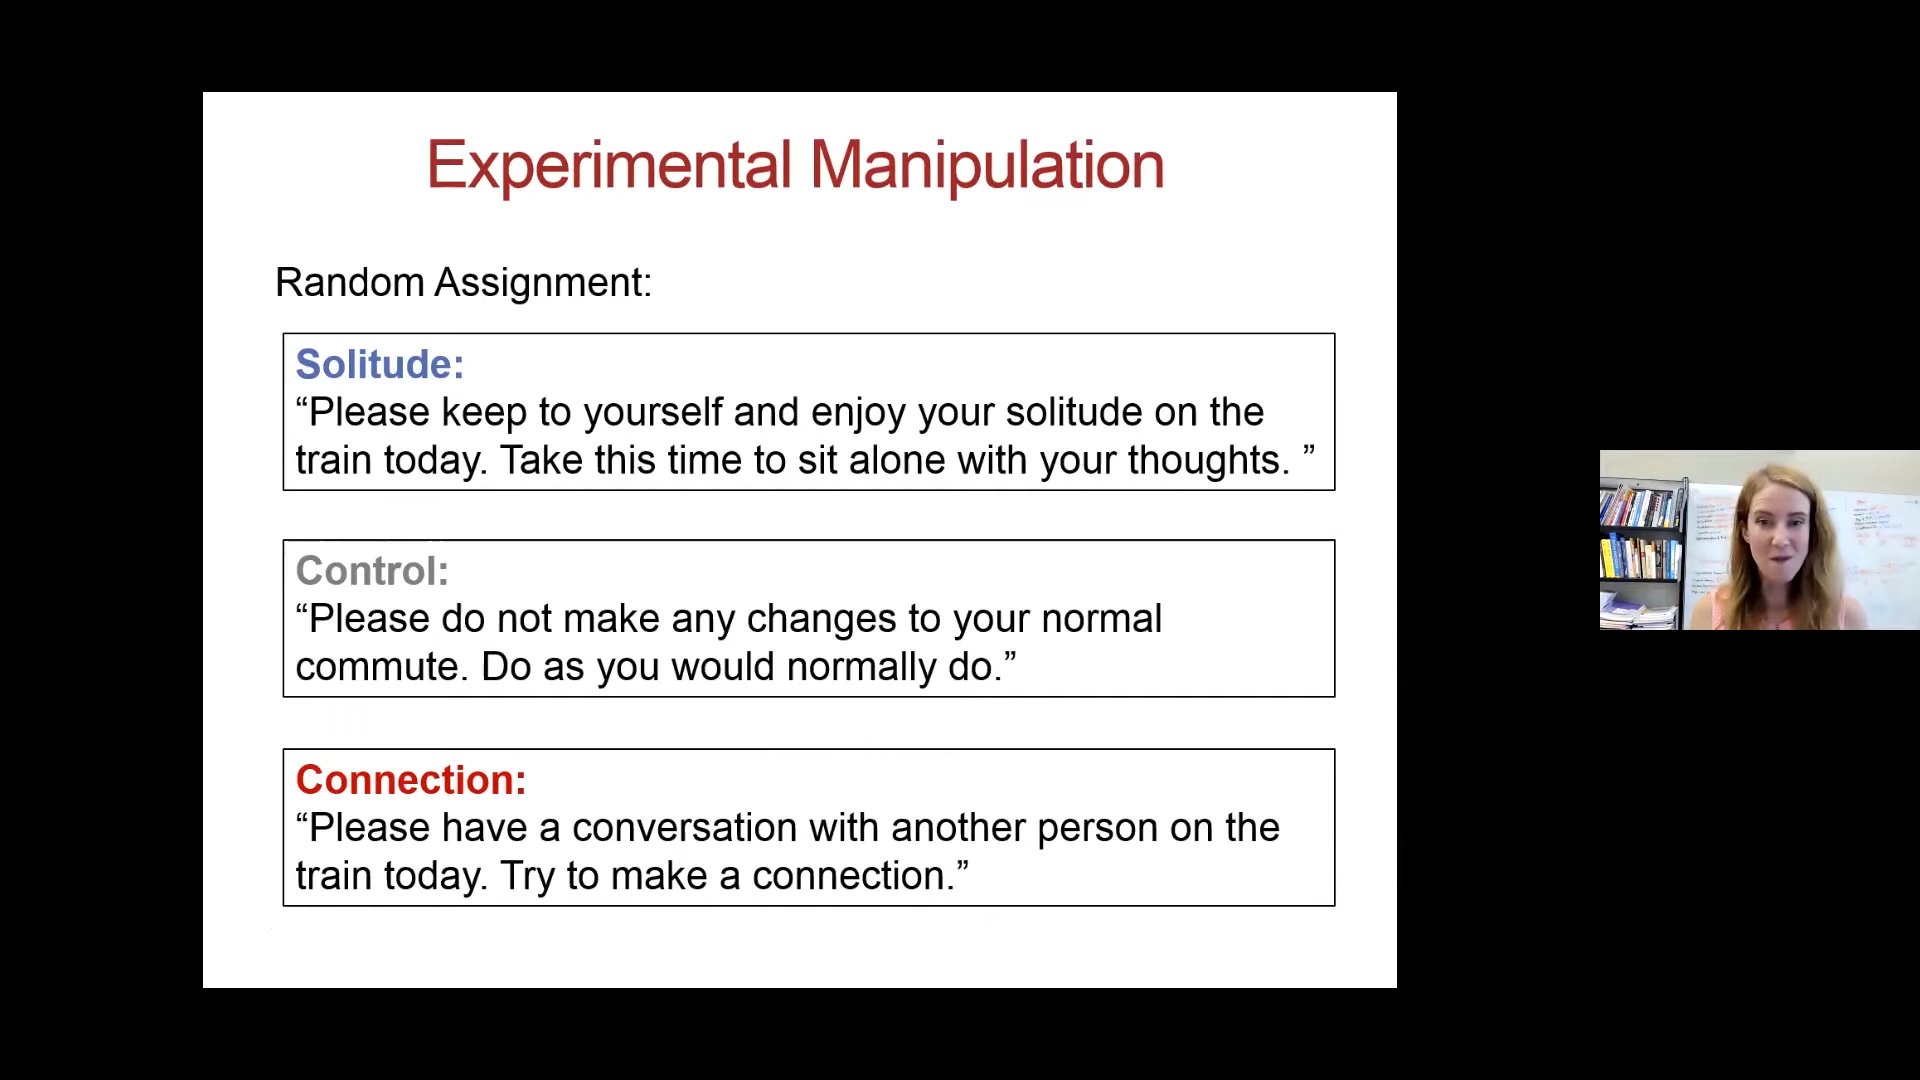 Experimental Manipulation
Random Assignment:
Solitude:
“Please keep to yourself and enjoy your solitude on the
train today. Take this time to sit alone with your thoughts. ”
Control:
“Please do not make any changes to your normal
commute. Do as you would normally do.”
Connection:
“Please have a conversation with another person on the
train today. Try to make a connection.”